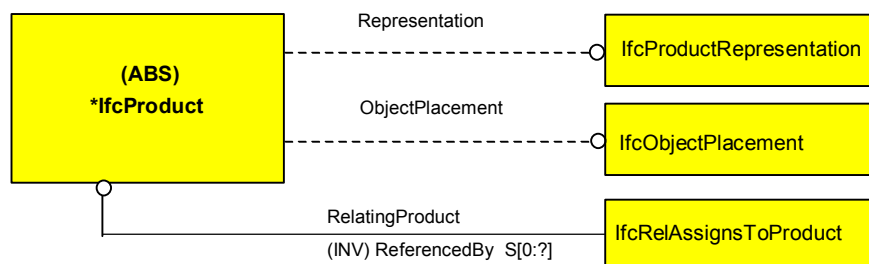 Representation
IfcProductRepresentation
(ABS)
*IfcProduct
ObjectPlacement
IfcObjectPlacement
RelatingProduct
IfcRelAssignsToProduct
(INV) ReferencedBy S[0:?]